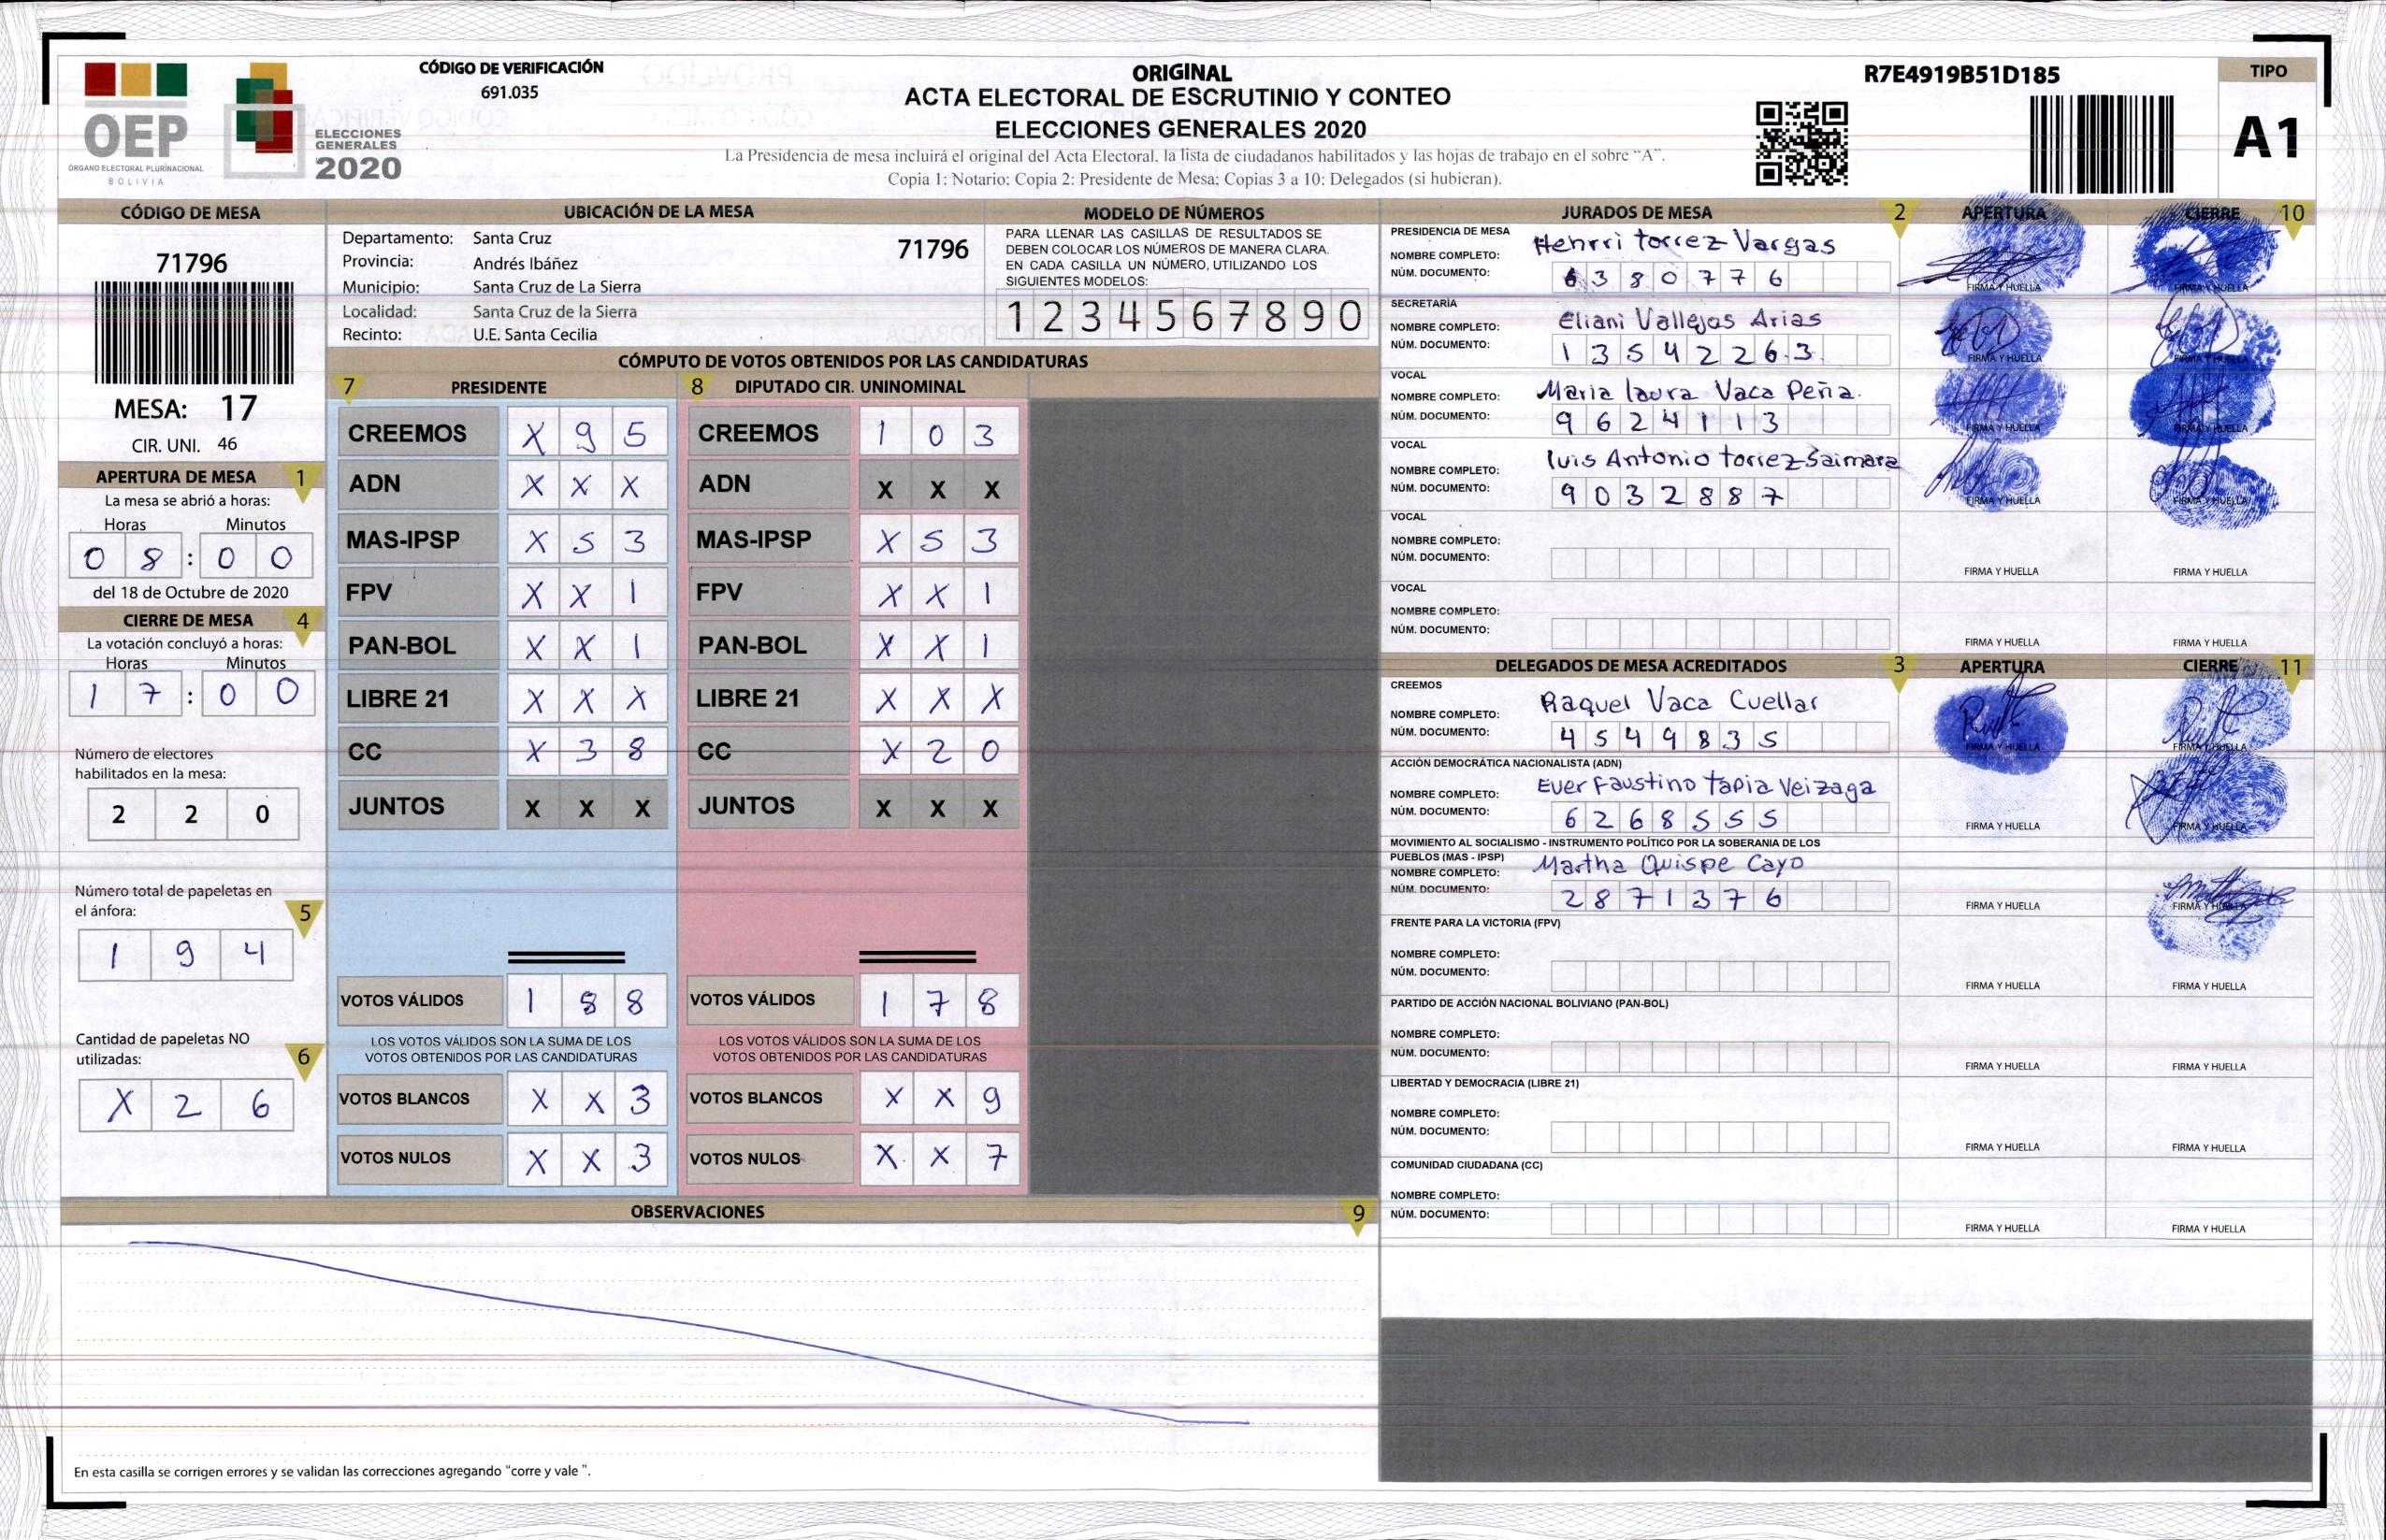 CÓDIGO DE VERIFICACIÓN
691.035
OEP
ÓRGANO ELECTORAL PLURINACIONAL
BOLIVIA
ELECCIONES
GENERALES
2020
ORIGINAL
ACTA ELECTORAL DE ESCRUTINIO Y CONTEO
ELECCIONES GENERALES 2020
La Presidencia de mesa incluirá el original del Acta Electoral, la lista de ciudadanos habilitados y las hojas de trabajo en el sobre "A".
Copia 1: Notario; Copia 2: Presidente de Mesa; Copias 3 a 10: Delegados (si hubieran).
R7E4919B51D185
TIPO
A1
CÓDIGO DE MESA
71796
MESA: 17
CIR. UNI. 46
APERTURA DE MESA 1
La mesa se abrió a horas:
Horas Minutos
0 8 : 0 0
del 18 de Octubre de 2020
CIERRE DE MESA 4
La votación concluyó a horas:
Horas Minutos
1 7 : 0 0
Número de electores
habilitados en la mesa:
2 2 0
Número total de papeletas en
el ánfora: 5
1 9 4
Cantidad de papeletas NO
utilizadas: 6
X 2 6
UBICACIÓN DE LA MESA
Departamento: Santa Cruz 71796
Provincia: Andrés Ibáñez
Municipio: Santa Cruz de La Sierra
Localidad: Santa Cruz de la Sierra
Recinto: U.E. Santa Cecilia
MODELO DE NÚMEROS
PARA LLENAR LAS CASILLAS DE RESULTADOS SE
DEBEN COLOCAR LOS NÚMEROS DE MANERA CLARA.
EN CADA CASILLA UN NÚMERO, UTILIZANDO LOS
SIGUIENTES MODELOS:
1 2 3 4 5 6 7 8 9 0
CÓMPUTO DE VOTOS OBTENIDOS POR LAS CANDIDATURAS
7 PRESIDENTE 8 DIPUTADO CIR. UNINOMINAL
CREEMOS X 9 5 CREEMOS 1 0 3
ADN X X X ADN X X X
MAS-IPSP X 5 3 MAS-IPSP X 5 3
FPV X X 1 FPV X X 1
PAN-BOL X X 1 PAN-BOL X X 1
LIBRE 21 X X X LIBRE 21 X X X
CC X 3 8 CC X 2 0
JUNTOS X X X JUNTOS X X X
VOTOS VÁLIDOS 1 8 8 VOTOS VÁLIDOS 1 7 8
LOS VOTOS VÁLIDOS SON LA SUMA DE LOS LOS VOTOS VÁLIDOS SON LA SUMA DE LOS
VOTOS OBTENIDOS POR LAS CANDIDATURAS VOTOS OBTENIDOS POR LAS CANDIDATURAS
VOTOS BLANCOS X X 3 VOTOS BLANCOS X X 9
VOTOS NULOS X X 3 VOTOS NULOS X X 7
OBSERVACIONES 9
En esta casilla se corrigen errores y se validan las correcciones agregando "corre y vale ".
JURADOS DE MESA 2 APERTURA CIERRE 10
PRESIDENCIA DE MESA
NOMBRE COMPLETO: Henrri torrez Vargas
NÚM. DOCUMENTO: 6 3 8 0 7 7 6
FIRMA Y HUELLA FIRMA Y HUELLA
SECRETARÍA
NOMBRE COMPLETO: Eliani Vallejos Arias
NÚM. DOCUMENTO: 1 3 5 4 2 2 6 3
FIRMA Y HUELLA FIRMA Y HUELLA
VOCAL
NOMBRE COMPLETO: Maria laura Vaca Peña.
NÚM. DOCUMENTO: 9 6 2 4 1 1 3
FIRMA Y HUELLA FIRMA Y HUELLA
VOCAL
NOMBRE COMPLETO: luis Antonio torrez Saimara
NÚM. DOCUMENTO: 9 0 3 2 8 8 7
FIRMA Y HUELLA FIRMA Y HUELLA
VOCAL
NOMBRE COMPLETO:
NÚM. DOCUMENTO:
FIRMA Y HUELLA FIRMA Y HUELLA
VOCAL
NOMBRE COMPLETO:
NÚM. DOCUMENTO:
FIRMA Y HUELLA FIRMA Y HUELLA
DELEGADOS DE MESA ACREDITADOS 3 APERTURA CIERRE 11
CREEMOS
NOMBRE COMPLETO: Raquel Vaca Cuellar
NÚM. DOCUMENTO: 4 5 4 9 8 3 5
FIRMA Y HUELLA FIRMA Y HUELLA
ACCIÓN DEMOCRÁTICA NACIONALISTA (ADN)
NOMBRE COMPLETO: Ever Faustino tapia Veizaga
NÚM. DOCUMENTO: 6 2 6 8 5 5 5
FIRMA Y HUELLA FIRMA Y HUELLA
MOVIMIENTO AL SOCIALISMO - INSTRUMENTO POLÍTICO POR LA SOBERANIA DE LOS
PUEBLOS (MAS - IPSP)
NOMBRE COMPLETO: Martha Quispe Cayo
NÚM. DOCUMENTO: 2 8 7 1 3 7 6
FIRMA Y HUELLA FIRMA Y HUELLA
FRENTE PARA LA VICTORIA (FPV)
NOMBRE COMPLETO:
NÚM. DOCUMENTO:
FIRMA Y HUELLA FIRMA Y HUELLA
PARTIDO DE ACCIÓN NACIONAL BOLIVIANO (PAN-BOL)
NOMBRE COMPLETO:
NÚM. DOCUMENTO:
FIRMA Y HUELLA FIRMA Y HUELLA
LIBERTAD Y DEMOCRACIA (LIBRE 21)
NOMBRE COMPLETO:
NÚM. DOCUMENTO:
FIRMA Y HUELLA FIRMA Y HUELLA
COMUNIDAD CIUDADANA (CC)
NOMBRE COMPLETO:
NÚM. DOCUMENTO:
FIRMA Y HUELLA FIRMA Y HUELLA